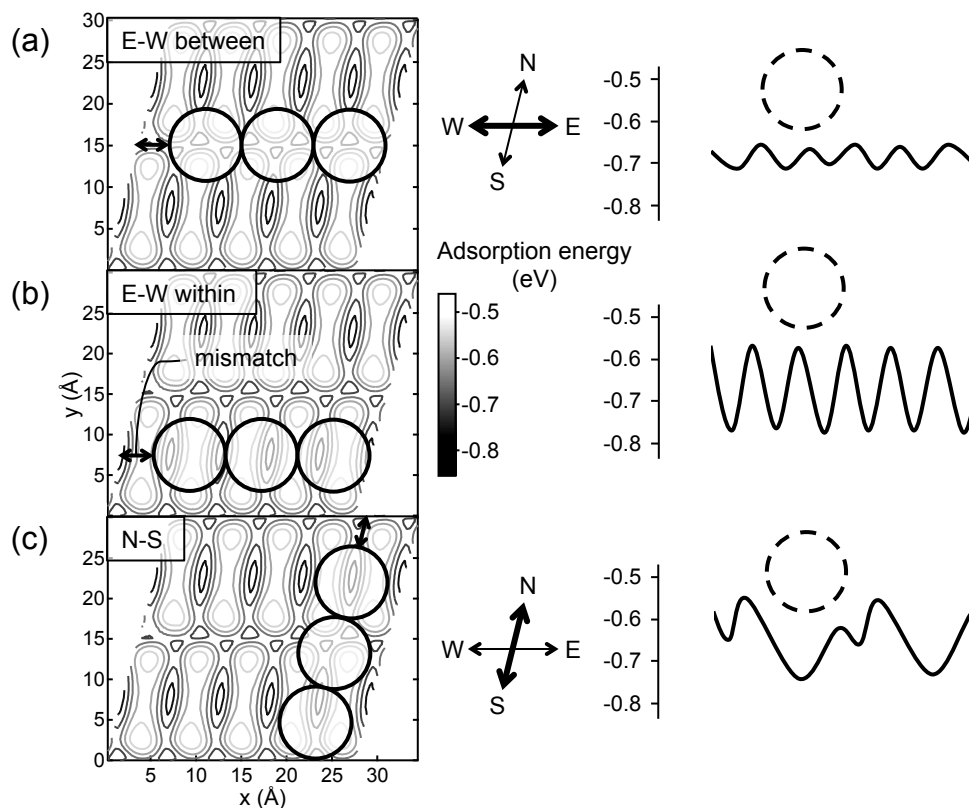 (a)
E-W between
30
25
20
15
10
5
N
W E
S
-0.5
-0.6
-0.7
-0.8
Adsorption energy
(eV)
-0.5
-0.6
-0.7
-0.8
(b)
E-W within
mismatch
25
20
15
10
5
y (Å)
-0.5
-0.6
-0.7
-0.8
(c)
N-S
25
20
15
10
5
0
5 10 15 20 25 30
x (Å)
N
W E
S
-0.5
-0.6
-0.7
-0.8